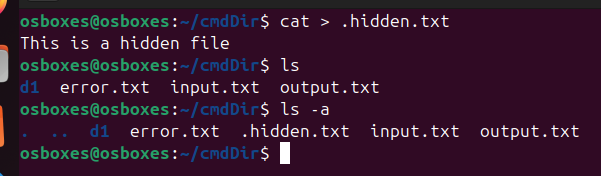 osboxes@osboxes:~/cmdDir$ cat > .hidden.txt
This is a hidden file
osboxes@osboxes:~/cmdDir$ ls
d1  error.txt  input.txt  output.txt
osboxes@osboxes:~/cmdDir$ ls -a
.  ..  d1  error.txt  .hidden.txt  input.txt  output.txt
osboxes@osboxes:~/cmdDir$